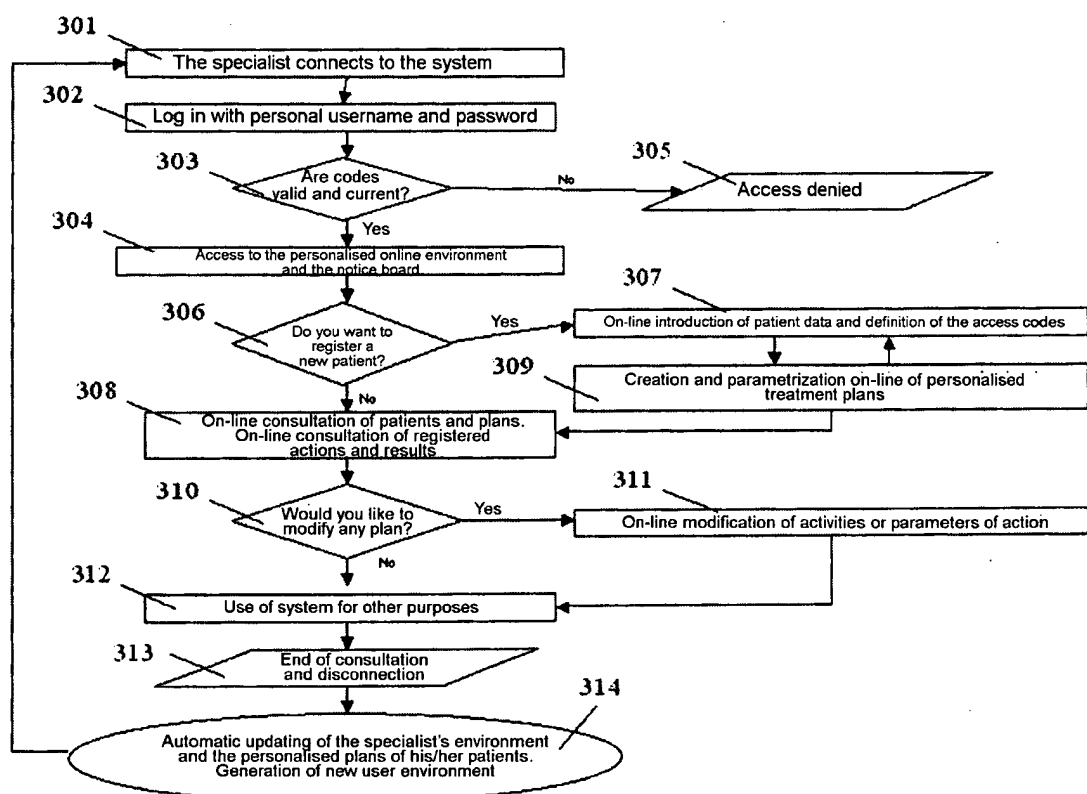 301
The specialist connects to the system
302
Log in with personal username and password
303
Are codes
valid and current?
No
305
Access denied
Yes
304
Access to the personalised online environment
and the notice board
306
Do you want to
register a
new patient?
Yes
307
On-line introduction of patient data and definition of the access codes
309
Creation and parametrization on-line of personalised
treatment plans
No
308
On-line consultation of patients and plans.
On-line consultation of registered
actions and results
310
Would you like to
modify any plan?
Yes
311
On-line modification of activities or parameters of action
No
312
Use of system for other purposes
313
End of consultation
and disconnection
314
Automatic updating of the specialist's environment
and the personalised plans of his/her patients.
Generation of new user environment